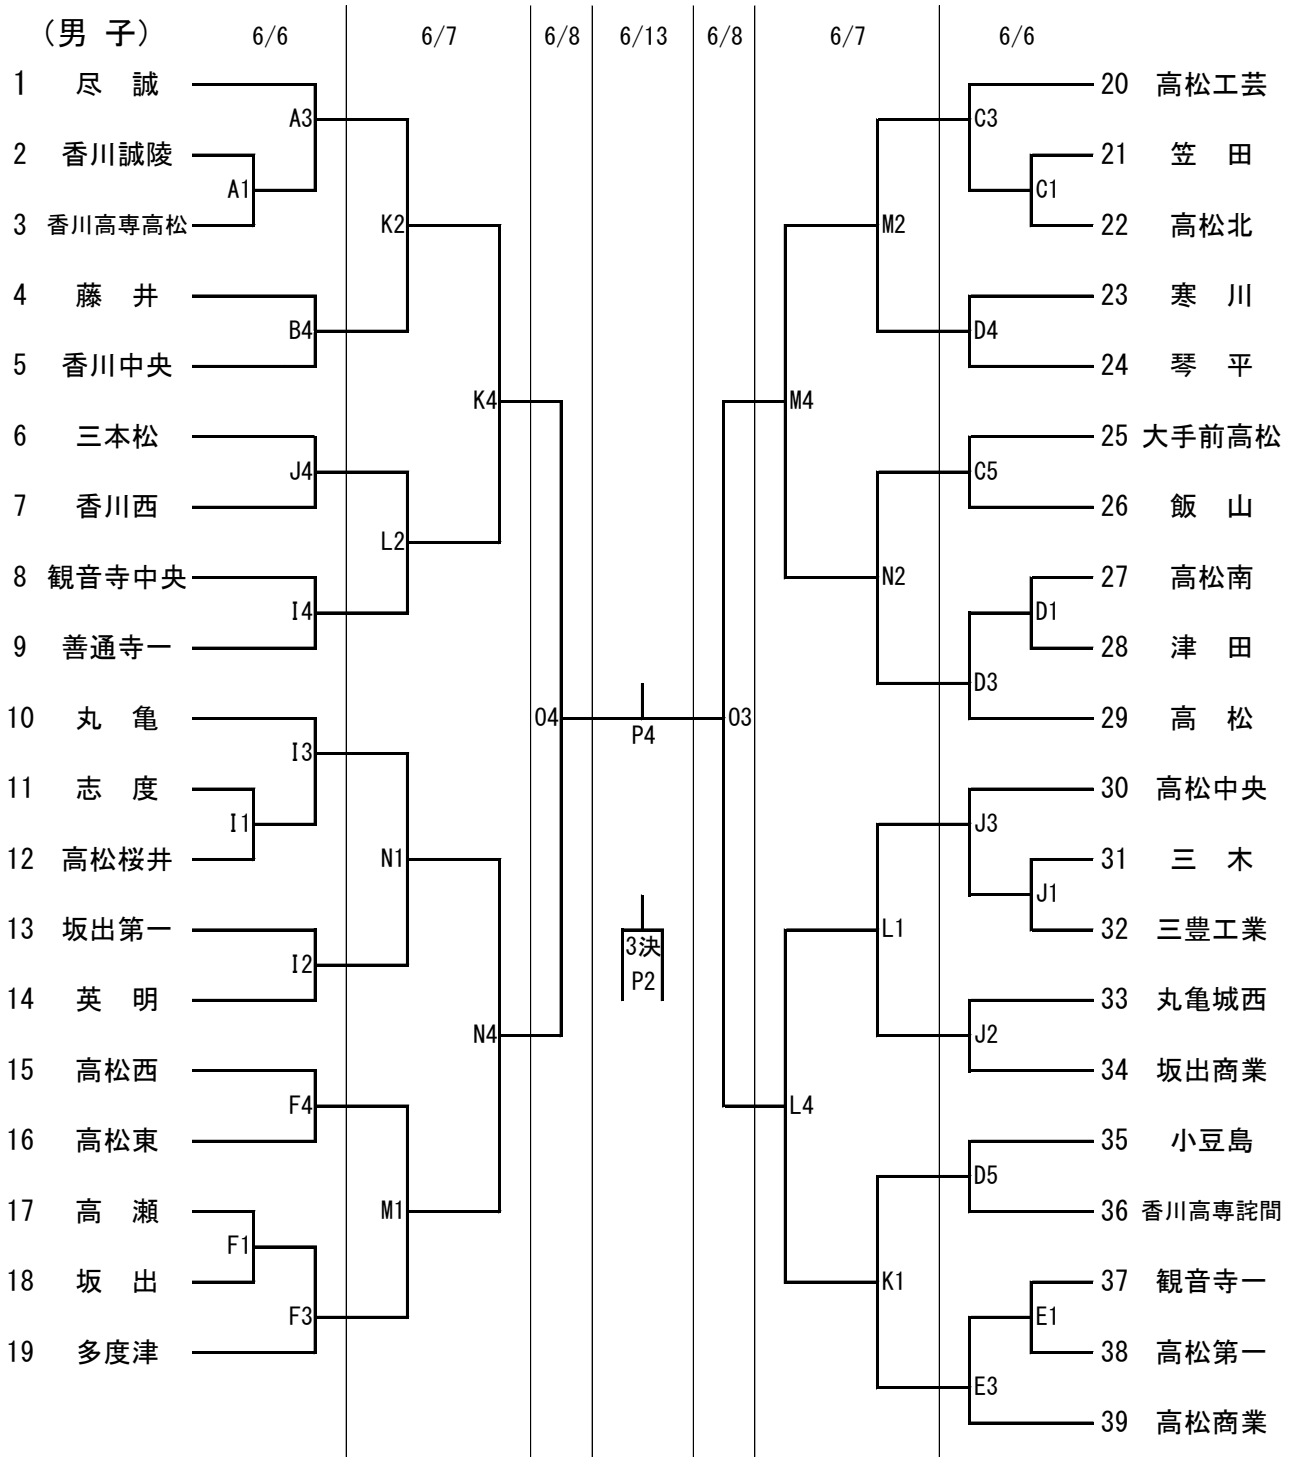 （男 子）
6/6
6/7
6/8
6/13
6/8
6/7
6/6
1 尽 誠
2 香川誠陵
3 香川高専高松
4 藤 井
5 香川中央
6 三本松
7 香川西
8 観音寺中央
9 善通寺一
10 丸 亀
11 志 度
12 高松桜井
13 坂出第一
14 英 明
15 高松西
16 高松東
17 高 瀬
18 坂 出
19 多度津
A3
A1
B4
J4
I4
I3
I1
I2
F4
F1
F3
K2
L2
N1
M1
K4
N4
O4
P4
3決
P2
O3
M4
L4
M2
N2
L1
K1
C3
C1
D4
C5
D1
D3
J3
J1
J2
D5
E1
E3
20 高松工芸
21 笠 田
22 高松北
23 寒 川
24 琴 平
25 大手前高松
26 飯 山
27 高松南
28 津 田
29 高 松
30 高松中央
31 三 木
32 三豊工業
33 丸亀城西
34 坂出商業
35 小豆島
36 香川高専詫間
37 観音寺一
38 高松第一
39 高松商業